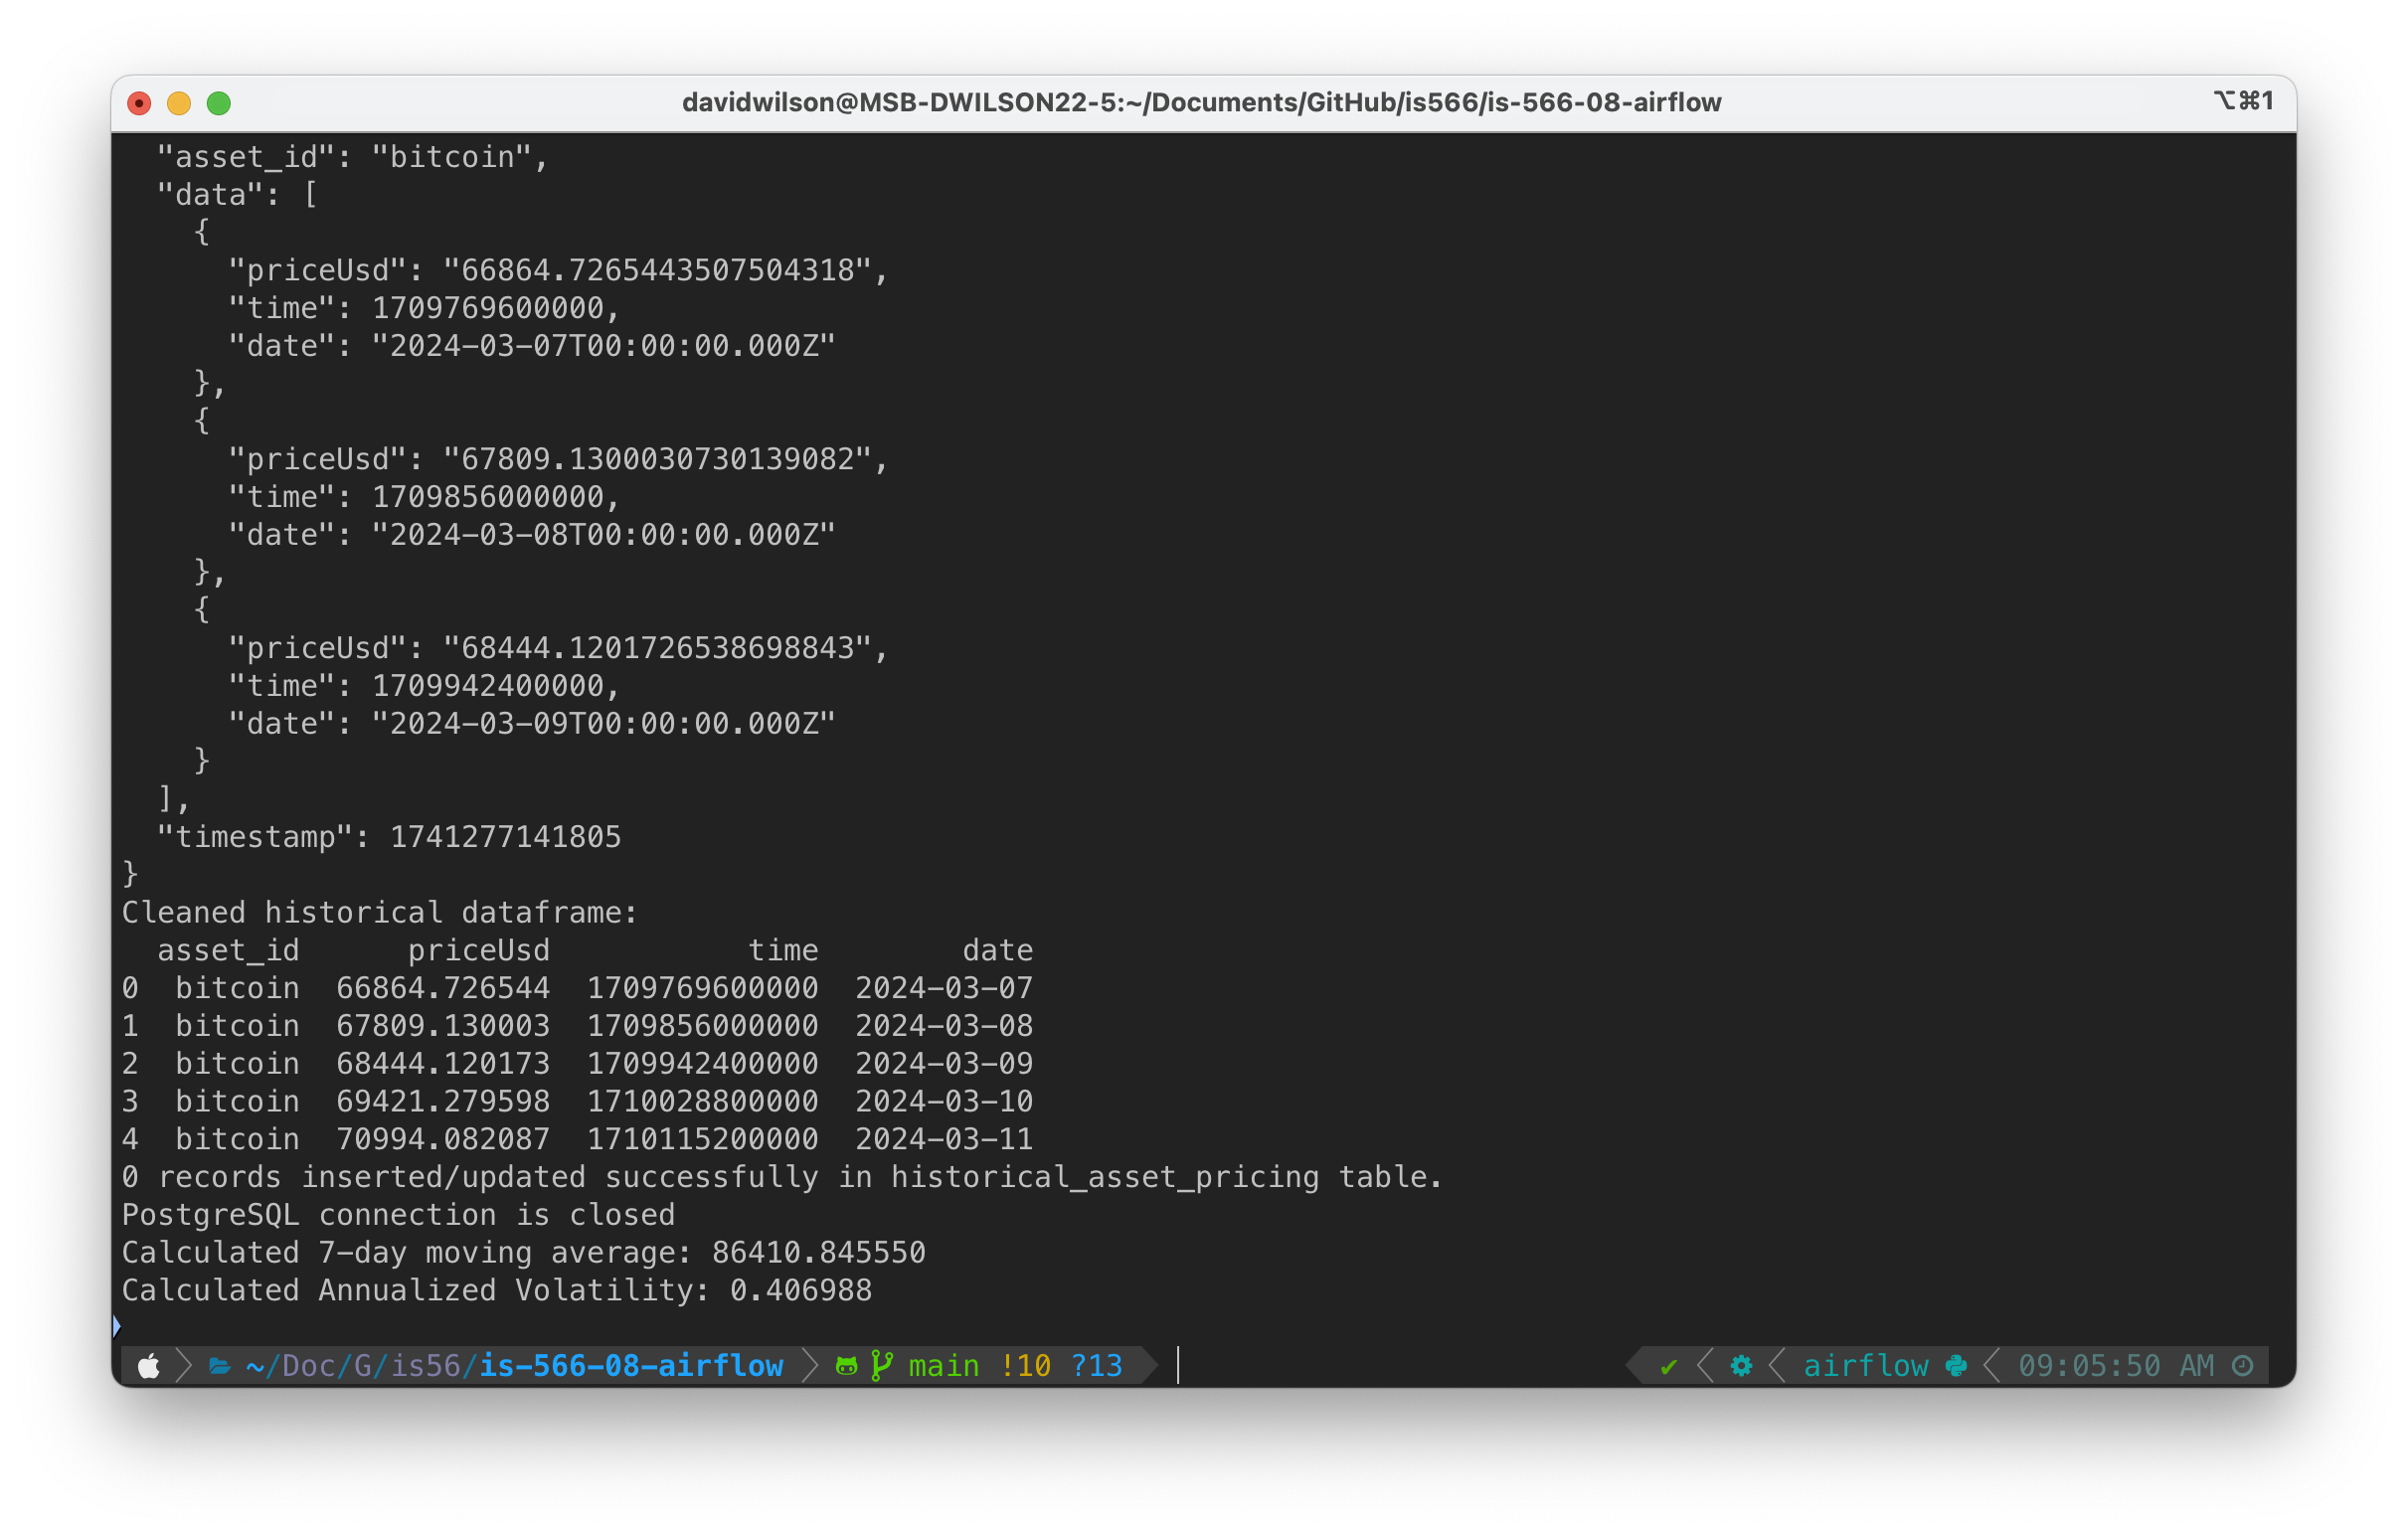 davidwilson@MSB-DWILSON22-5:~/Documents/GitHub/is566/is-566-08-airflow ⌥⌘1
  "asset_id": "bitcoin",
  "data": [
    {
      "priceUsd": "66864.7265443507504318",
      "time": 1709769600000,
      "date": "2024-03-07T00:00:00.000Z"
    },
    {
      "priceUsd": "67809.1300030730139082",
      "time": 1709856000000,
      "date": "2024-03-08T00:00:00.000Z"
    },
    {
      "priceUsd": "68444.1201726538698843",
      "time": 1709942400000,
      "date": "2024-03-09T00:00:00.000Z"
    }
  ],
  "timestamp": 1741277141805
}
Cleaned historical dataframe:
  asset_id      priceUsd           time        date
0  bitcoin  66864.726544  1709769600000  2024-03-07
1  bitcoin  67809.130003  1709856000000  2024-03-08
2  bitcoin  68444.120173  1709942400000  2024-03-09
3  bitcoin  69421.279598  1710028800000  2024-03-10
4  bitcoin  70994.082087  1710115200000  2024-03-11
0 records inserted/updated successfully in historical_asset_pricing table.
PostgreSQL connection is closed
Calculated 7-day moving average: 86410.845550
Calculated Annualized Volatility: 0.406988
~/Doc/G/is56/is-566-08-airflow main !10 ?13 ✔ airflow 09:05:50 AM